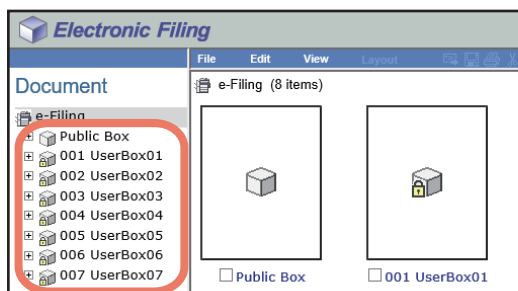 Electronic Filing
File Edit View Layout
Document
e-Filing (8 items)
e-Filing
Public Box
001 UserBox01
002 UserBox02
003 UserBox03
004 UserBox04
005 UserBox05
006 UserBox06
007 UserBox07
Public Box
001 UserBox01